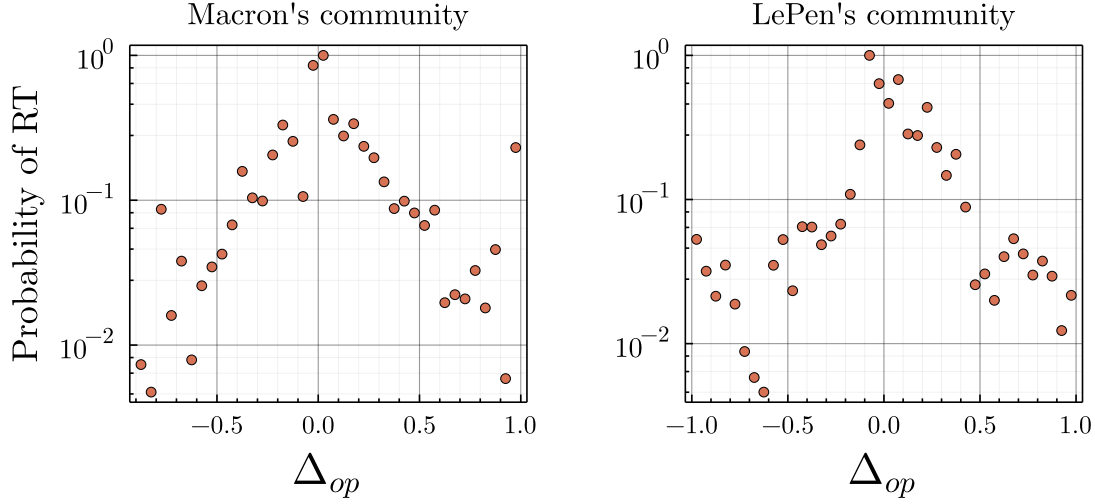 Macron's community
LePen's community
Probability of RT
10^0
10^−1
10^−2
−0.5 0.0 0.5 1.0
Δ_op
10^0
10^−1
10^−2
−1.0 −0.5 0.0 0.5 1.0
Δ_op